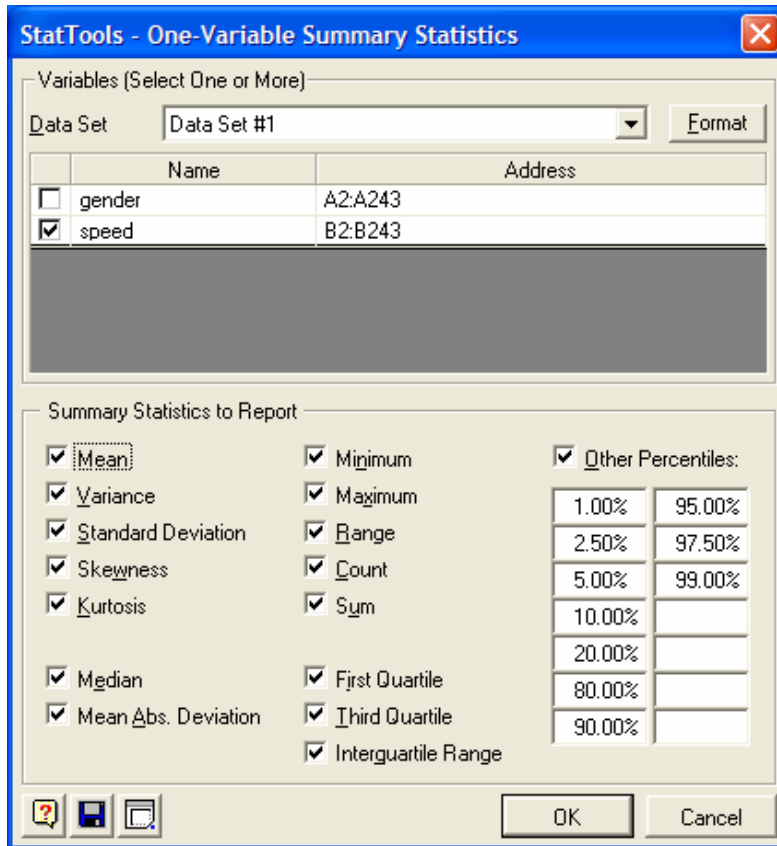 StatTools - One-Variable Summary Statistics
Variables (Select One or More)
Data Set Data Set #1 Format
Name Address
gender A2:A243
speed B2:B243
Summary Statistics to Report
Mean Minimum Other Percentiles:
Variance Maximum 1.00% 95.00%
Standard Deviation Range 2.50% 97.50%
Skewness Count 5.00% 99.00%
Kurtosis Sum 10.00%
20.00%
Median First Quartile 80.00%
Mean Abs. Deviation Third Quartile 90.00%
Interquartile Range
OK Cancel